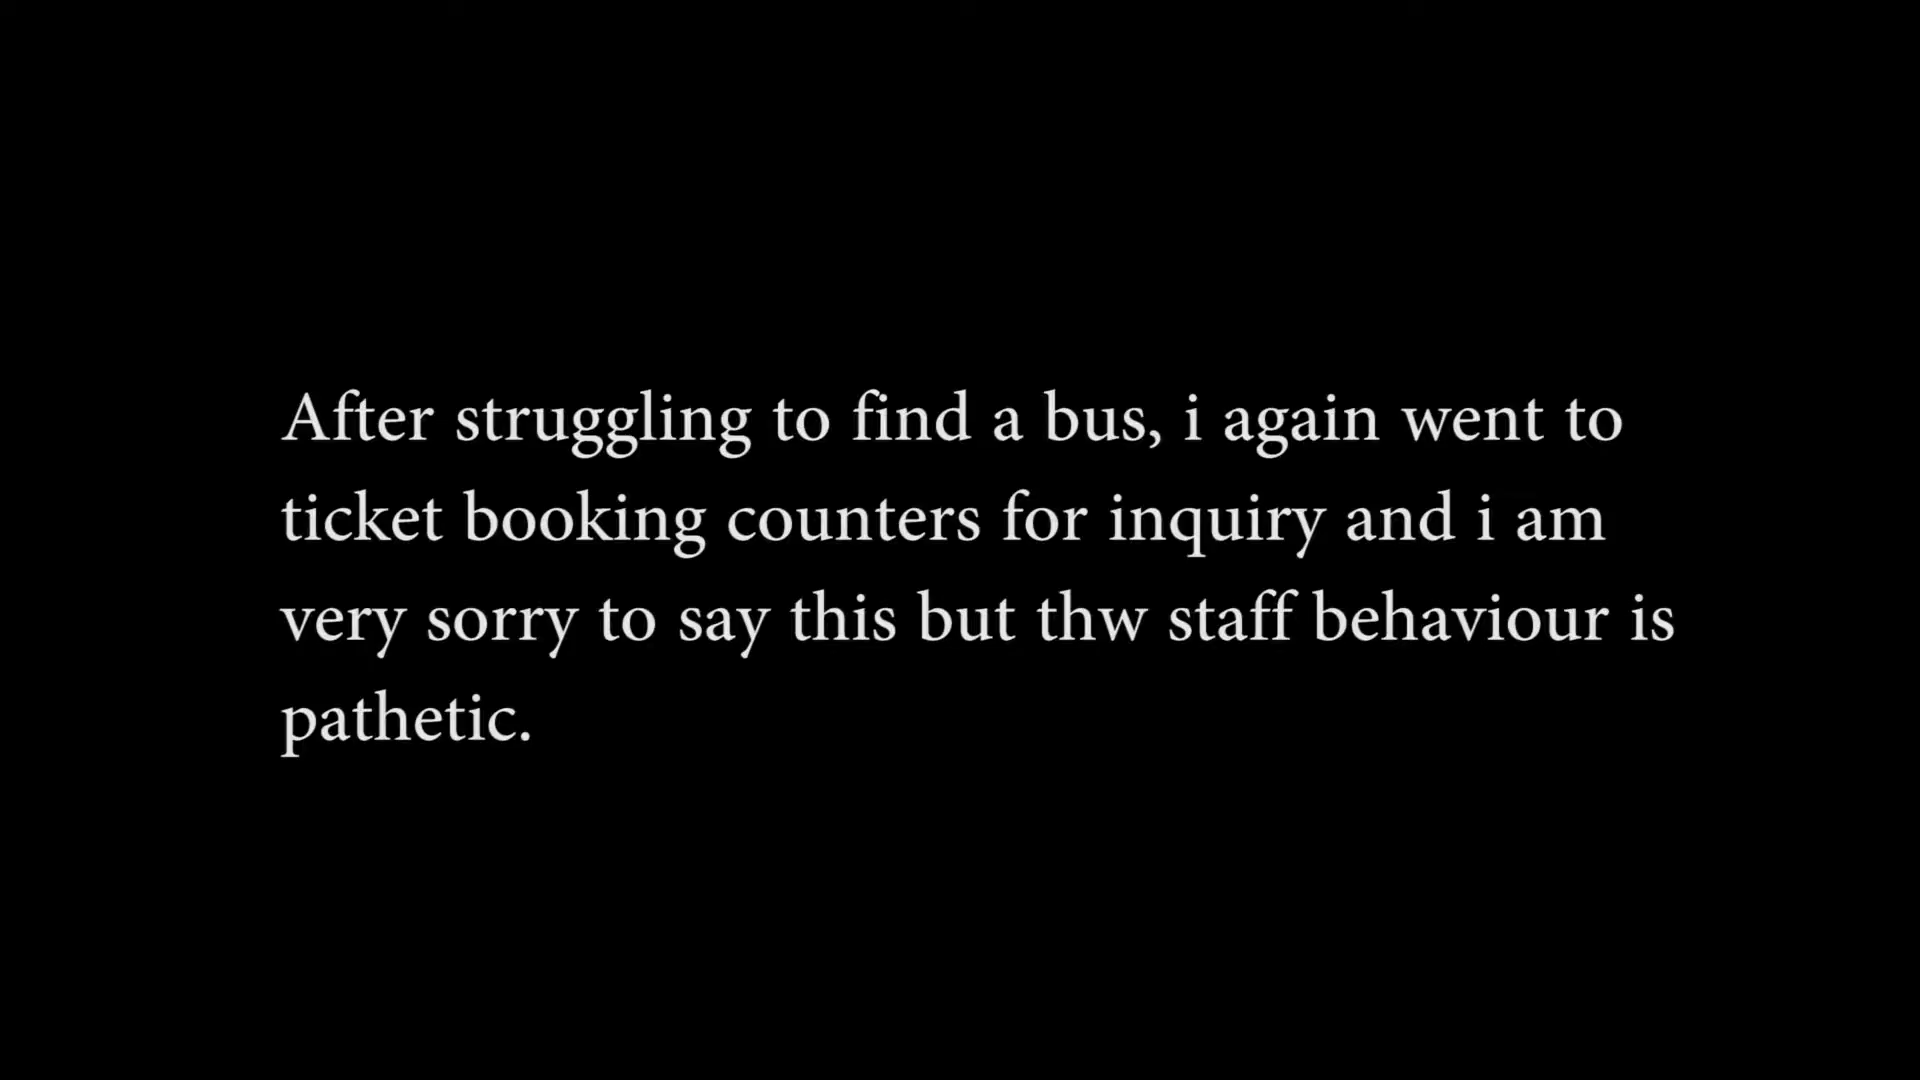 After struggling to find a bus, i again went to
ticket booking counters for inquiry and i am
very sorry to say this but thw staff behaviour is
pathetic.